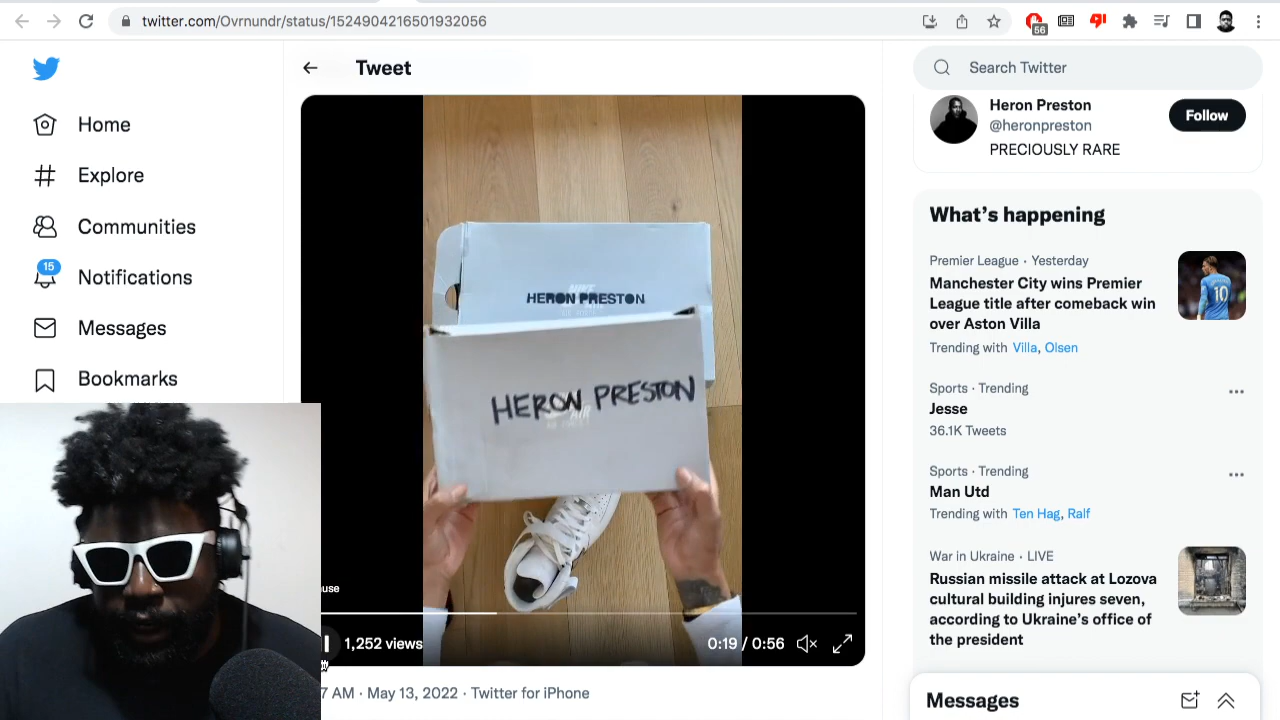 twitter.com/Ovrnundr/status/1524904216501932056
56
Tweet
Search Twitter
Home
Explore
Communities
15
Notifications
Messages
Bookmarks
HERON PRESTON
HERON PRESTON
AIR
use
1,252 views
0:19 / 0:56
7 AM · May 13, 2022 · Twitter for iPhone
Heron Preston
@heronpreston
Follow
PRECIOUSLY RARE
What's happening
Premier League · Yesterday
Manchester City wins Premier
League title after comeback win
over Aston Villa
10
Trending with Villa, Olsen
Sports · Trending
Jesse
36.1K Tweets
Sports · Trending
Man Utd
Trending with Ten Hag, Ralf
War in Ukraine · LIVE
Russian missile attack at Lozova
cultural building injures seven,
according to Ukraine's office of
the president
Messages